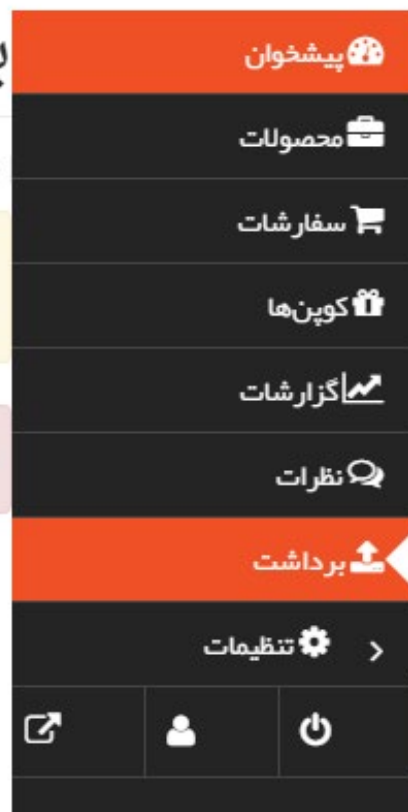 پیشخوان
محصولات
سفارشات
کوپن‌ها
گزارشات
نظرات
برداشت
تنظیمات